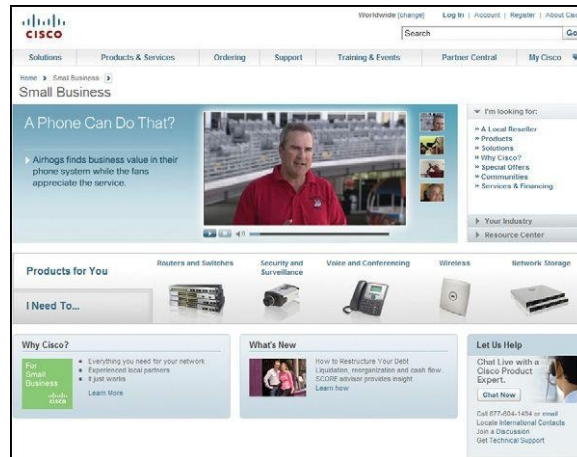 Worldwide [change] Log In | Account | Register | About Cisco
CISCO
Search Go
Solutions Products & Services Ordering Support Training & Events Partner Central My Cisco
Home Small Business
Small Business
A Phone Can Do That?
Airhogs finds business value in their
phone system while the fans
appreciate the service.
I'm looking for:
» A Local Reseller
» Products
» Solutions
» Why Cisco?
» Special Offers
» Communities
» Services & Financing
Your Industry
Resource Center
Products for You
I Need To...
Routers and Switches
Security and
Surveillance
Voice and Conferencing
Wireless
Network Storage
Why Cisco?
For
Small
Business
CISCO
• Everything you need for your network
• Experienced local partners
• It just works
Learn More
What's New
How to Restructure Your Debt
Liquidation, reorganization and cash flow.
SCORE advisor provides insight.
Learn how
Let Us Help
Chat Live with a
Cisco Product
Expert.
Chat Now
Call 877-604-1484 or email
Locate International Contacts
Join a Discussion
Get Technical Support